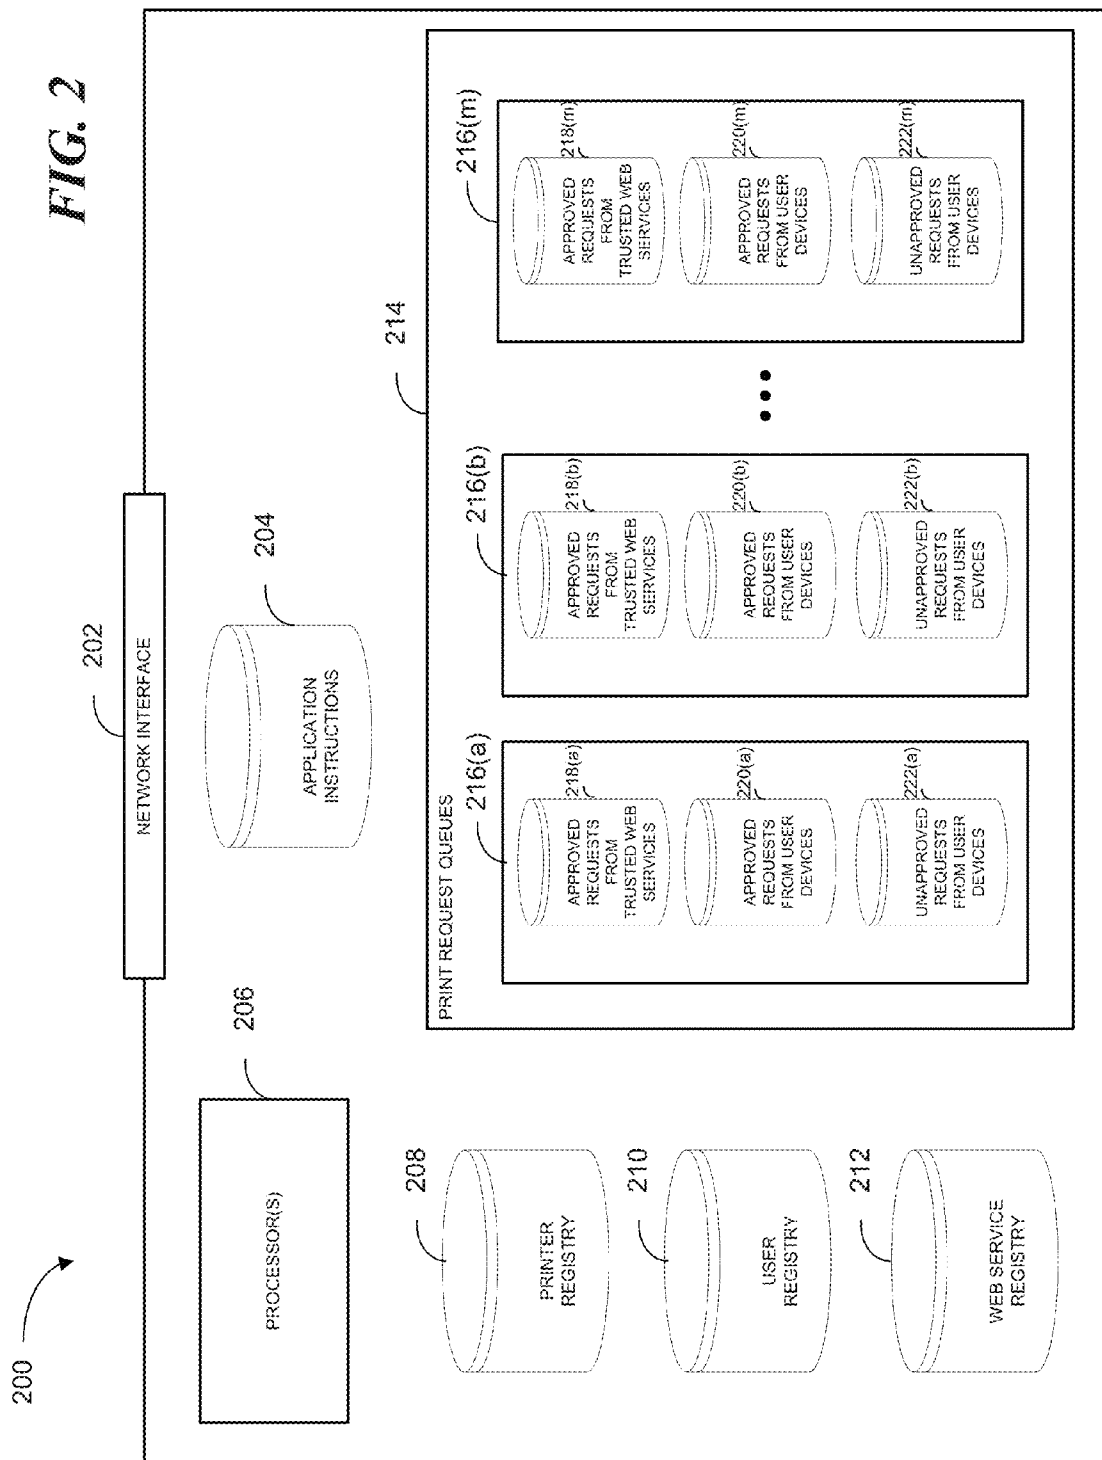 FIG. 2
200
202
NETWORK INTERFACE
206
PROCESSOR(S)
204
APPLICATION
INSTRUCTIONS
208
PRINTER
REGISTRY
210
USER
REGISTRY
212
WEB SERVICE
REGISTRY
214
PRINT REQUEST QUEUES
216(a)
218(a)
APPROVED
REQUESTS
FROM
TRUSTED WEB
SERVICES
220(a)
APPROVED
REQUESTS
FROM USER
DEVICES
222(a)
UNAPPROVED
REQUESTS
FROM USER
DEVICES
216(b)
218(b)
APPROVED
REQUESTS
FROM
TRUSTED WEB
SERVICES
220(b)
APPROVED
REQUESTS
FROM USER
DEVICES
222(b)
UNAPPROVED
REQUESTS
FROM USER
DEVICES
216(m)
218(m)
APPROVED
REQUESTS
FROM
TRUSTED WEB
SERVICES
220(m)
APPROVED
REQUESTS
FROM USER
DEVICES
222(m)
UNAPPROVED
REQUESTS
FROM USER
DEVICES